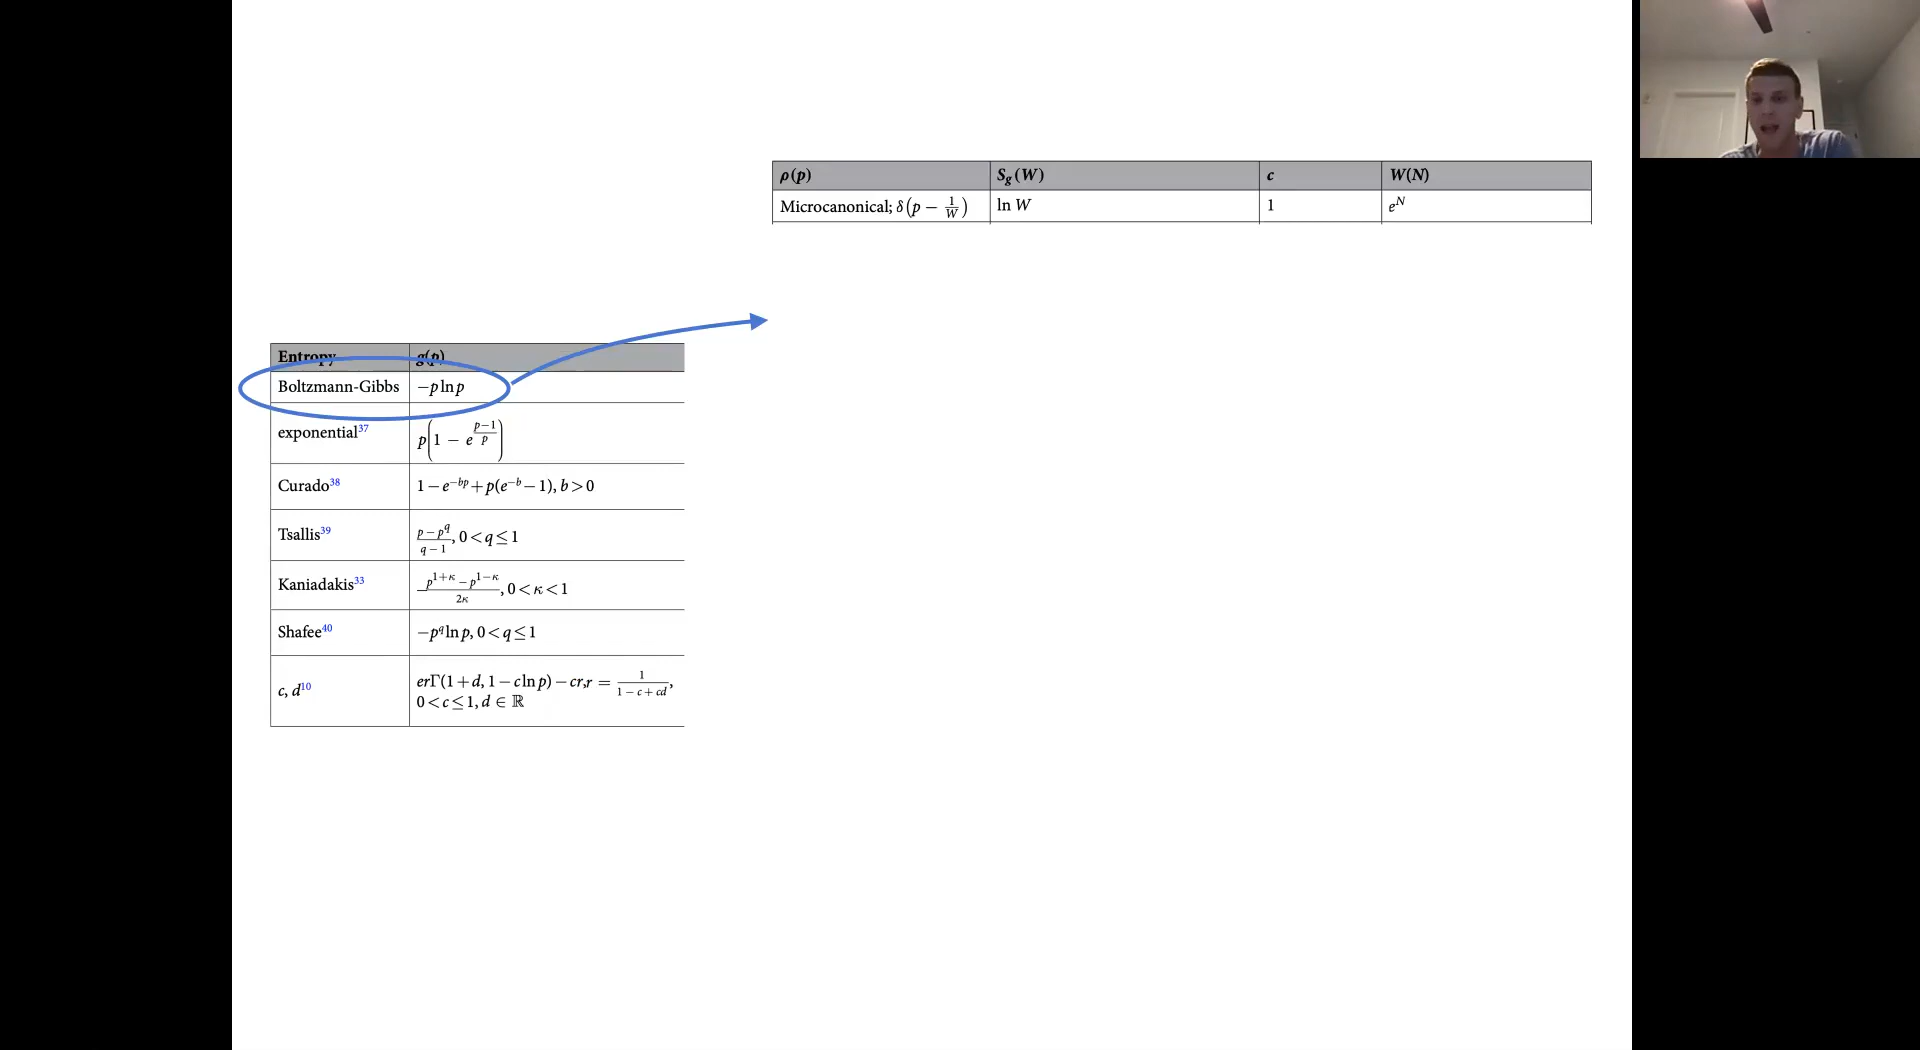 ρ(p) S_g(W) c W(N)
Microcanonical; δ(p − 1/W) ln W 1 e^N
Entropy g(p)
Boltzmann-Gibbs −p ln p
exponential^37 p(1 − e^((p−1)/p))
Curado^38 1 − e^(−bp) + p(e^(−b) − 1), b > 0
Tsallis^39 (p − p^q)/(q − 1), 0 < q ≤ 1
Kaniadakis^33 −(p^(1+κ) − p^(1−κ))/(2κ), 0 < κ < 1
Shafee^40 −p^q ln p, 0 < q ≤ 1
c, d^10 erΓ(1 + d, 1 − c ln p) − cr, r = 1/(1 − c + cd),
0 < c ≤ 1, d ∈ ℝ